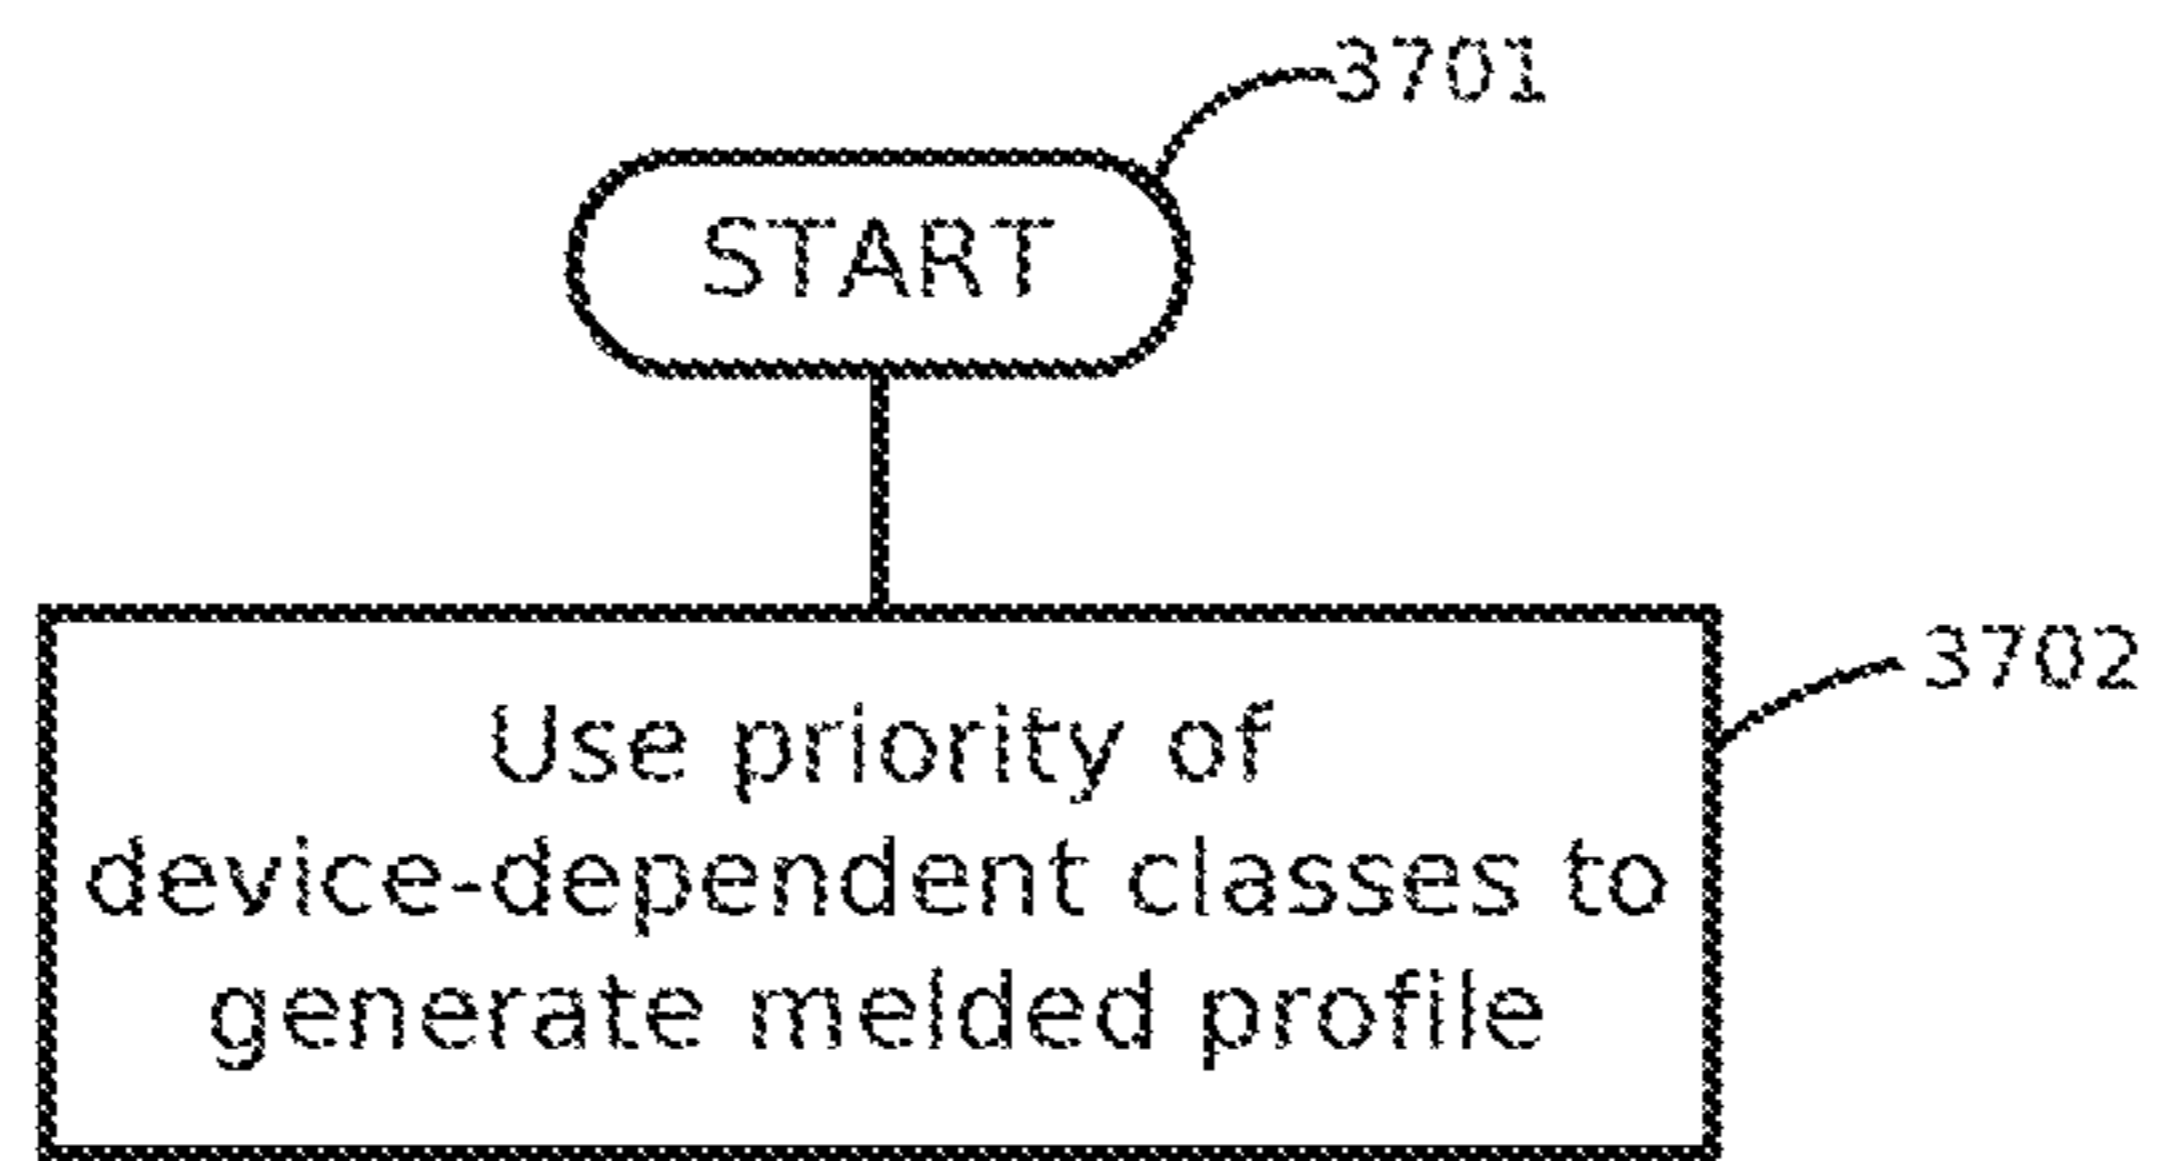 3701
START
3702
Use priority of
device-dependent classes to
generate melded profile